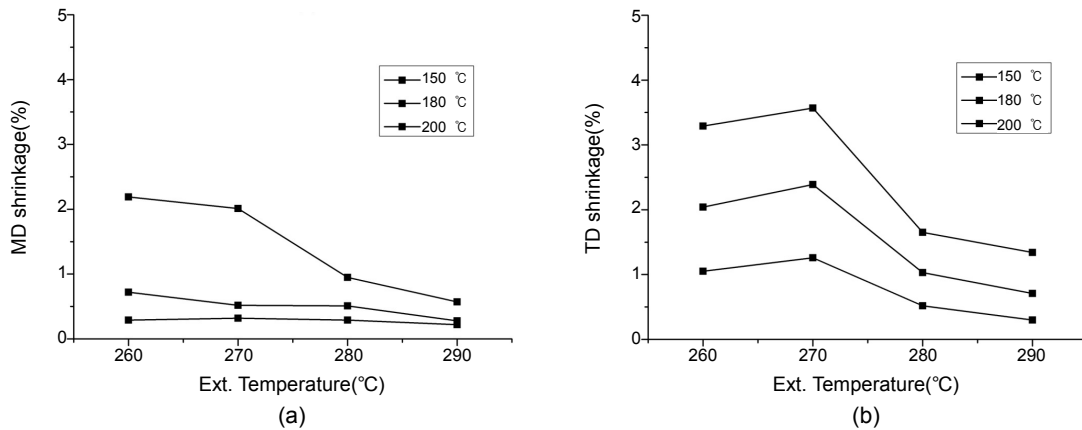 5
4
3
2
1
0
MD shrinkage(%)
150 ℃
180 ℃
200 ℃
260 270 280 290
Ext. Temperature(℃)
(a)
5
4
3
2
1
0
TD shrinkage(%)
150 ℃
180 ℃
200 ℃
260 270 280 290
Ext. Temperature(℃)
(b)